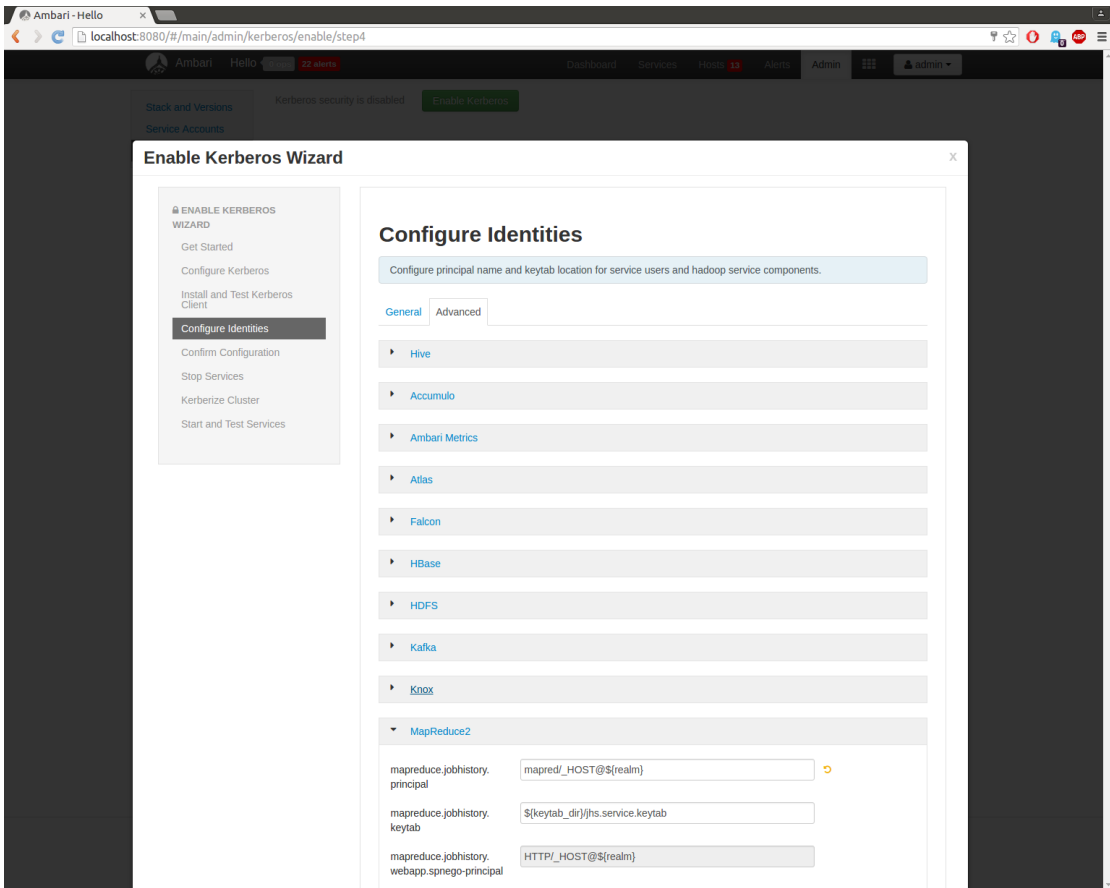 Ambari - Hello
localhost:8080/#/main/admin/kerberos/enable/step4
ABP
Ambari Hello 22 alerts Dashboard Services Hosts 13 Alerts Admin admin
Kerberos security is disabled Enable Kerberos
Stack and Versions
Service Accounts
Enable Kerberos Wizard X
ENABLE KERBEROS
WIZARD
Get Started
Configure Kerberos
Install and Test Kerberos
Client
Configure Identities
Confirm Configuration
Stop Services
Kerberize Cluster
Start and Test Services
Configure Identities
Configure principal name and keytab location for service users and hadoop service components.
General Advanced
Hive
Accumulo
Ambari Metrics
Atlas
Falcon
HBase
HDFS
Kafka
Knox
MapReduce2
mapreduce.jobhistory. mapred/_HOST@${realm}
principal
mapreduce.jobhistory. ${keytab_dir}/jhs.service.keytab
keytab
mapreduce.jobhistory. HTTP/_HOST@${realm}
webapp.spnego-principal